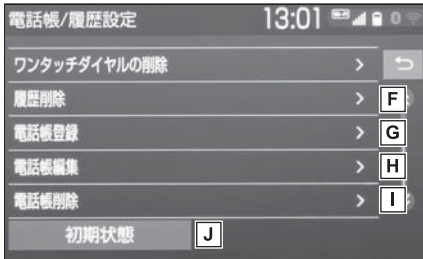 電話帳/履歴設定 13:01 0
ワンタッチダイヤルの削除 >
履歴削除 > F
電話帳登録 > G
電話帳編集 > H
電話帳削除 > I
初期状態 J